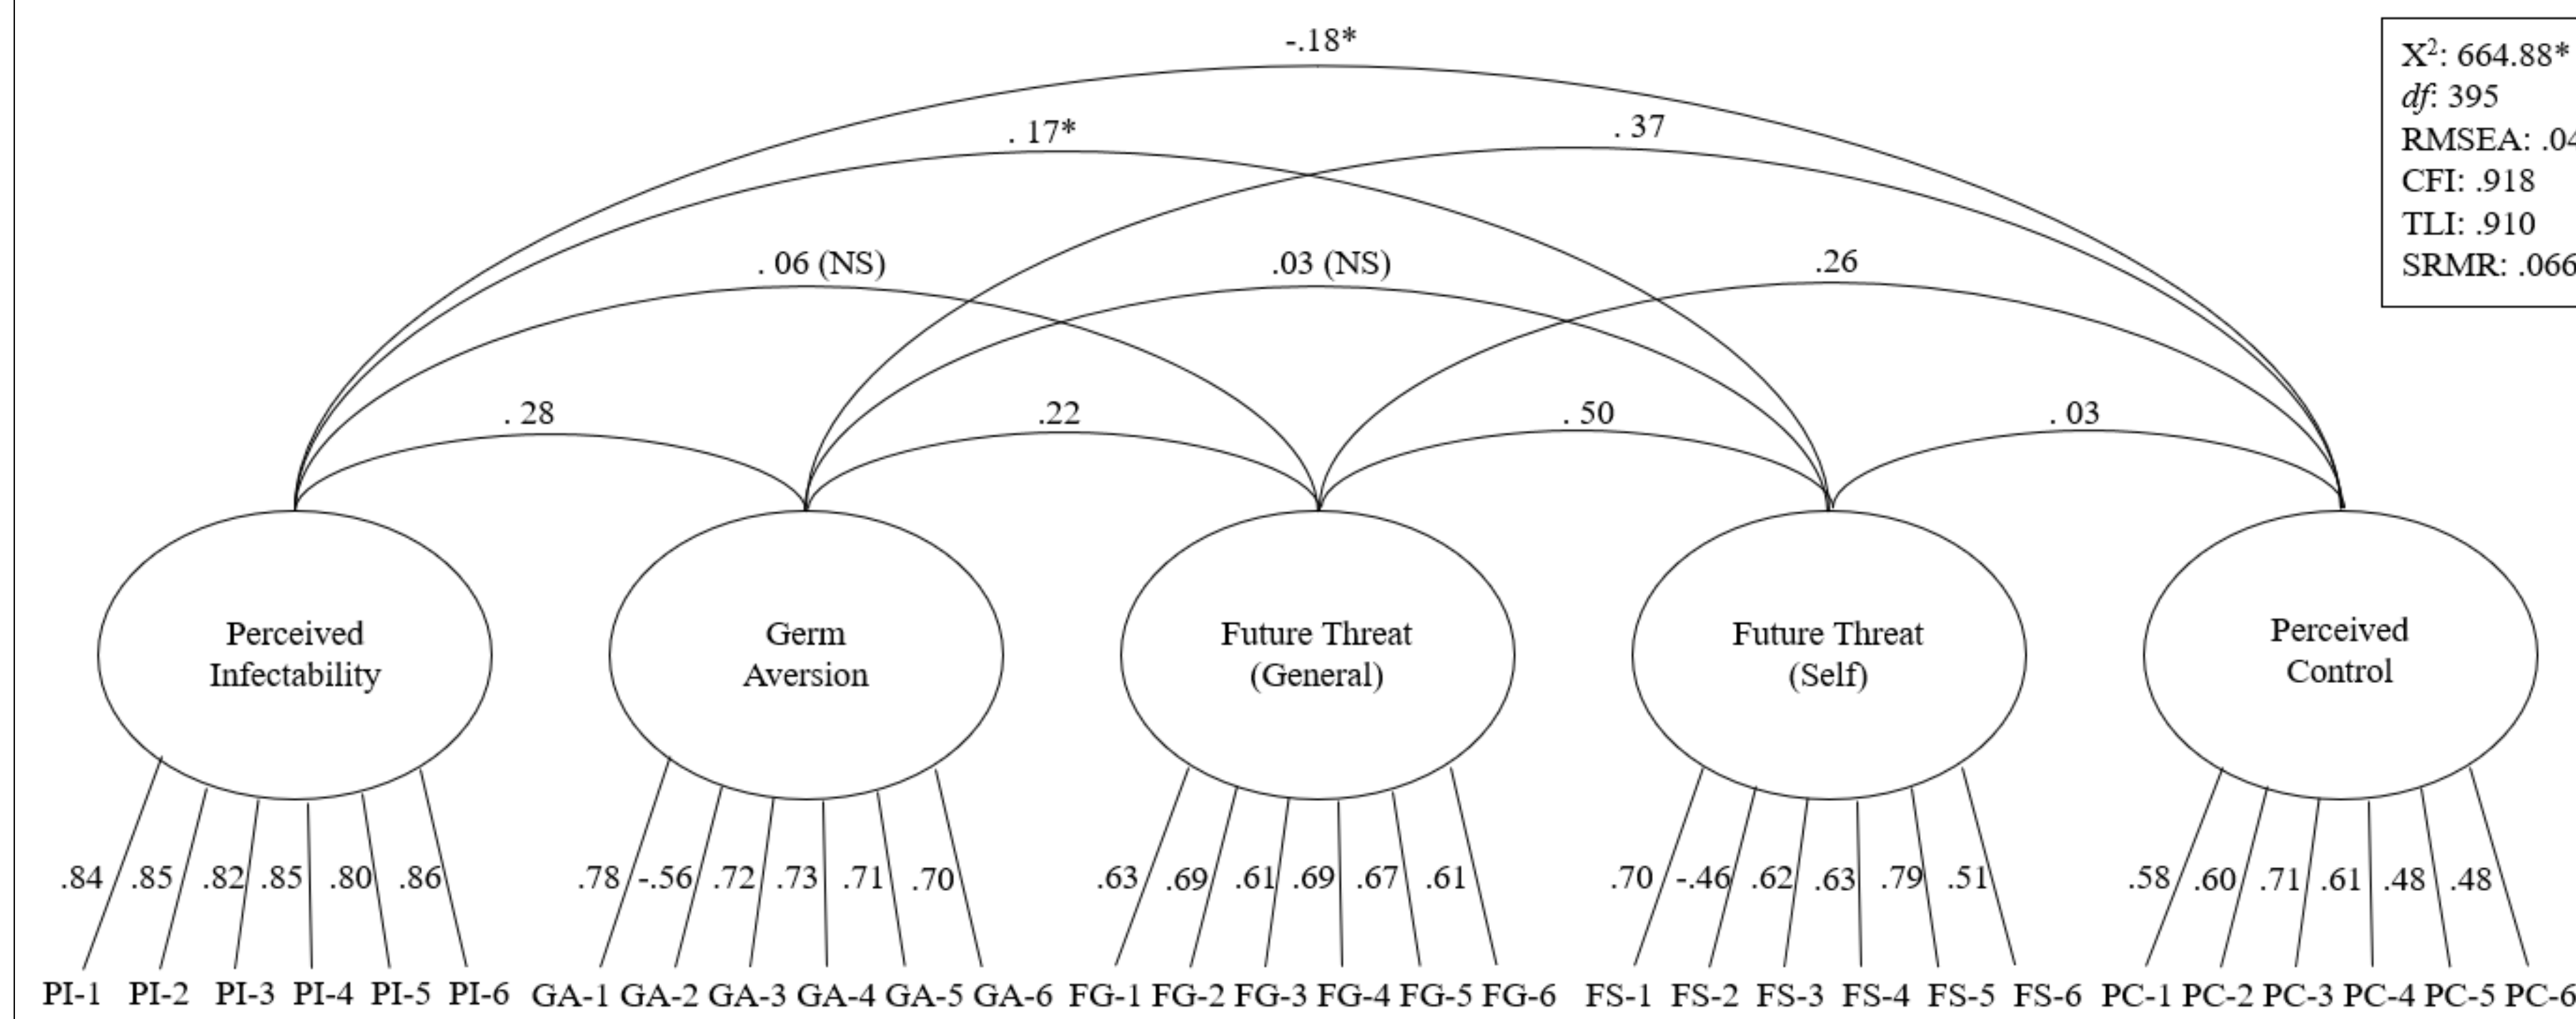 -.18*
X²: 664.88*
df: 395
RMSEA: .04
CFI: .918
TLI: .910
SRMR: .066
. 17*
. 37
. 06 (NS)
.03 (NS)
.26
. 28
.22
. 50
. 03
Perceived
Infectability
Germ
Aversion
Future Threat
(General)
Future Threat
(Self)
Perceived
Control
.84 .85 .82 .85 .80 .86 .78 -.56 .72 .73 .71 .70 .63 .69 .61 .69 .67 .61 .70 -.46 .62 .63 .79 .51 .58 .60 .71 .61 .48 .48
PI-1 PI-2 PI-3 PI-4 PI-5 PI-6 GA-1 GA-2 GA-3 GA-4 GA-5 GA-6 FG-1 FG-2 FG-3 FG-4 FG-5 FG-6 FS-1 FS-2 FS-3 FS-4 FS-5 FS-6 PC-1 PC-2 PC-3 PC-4 PC-5 PC-6